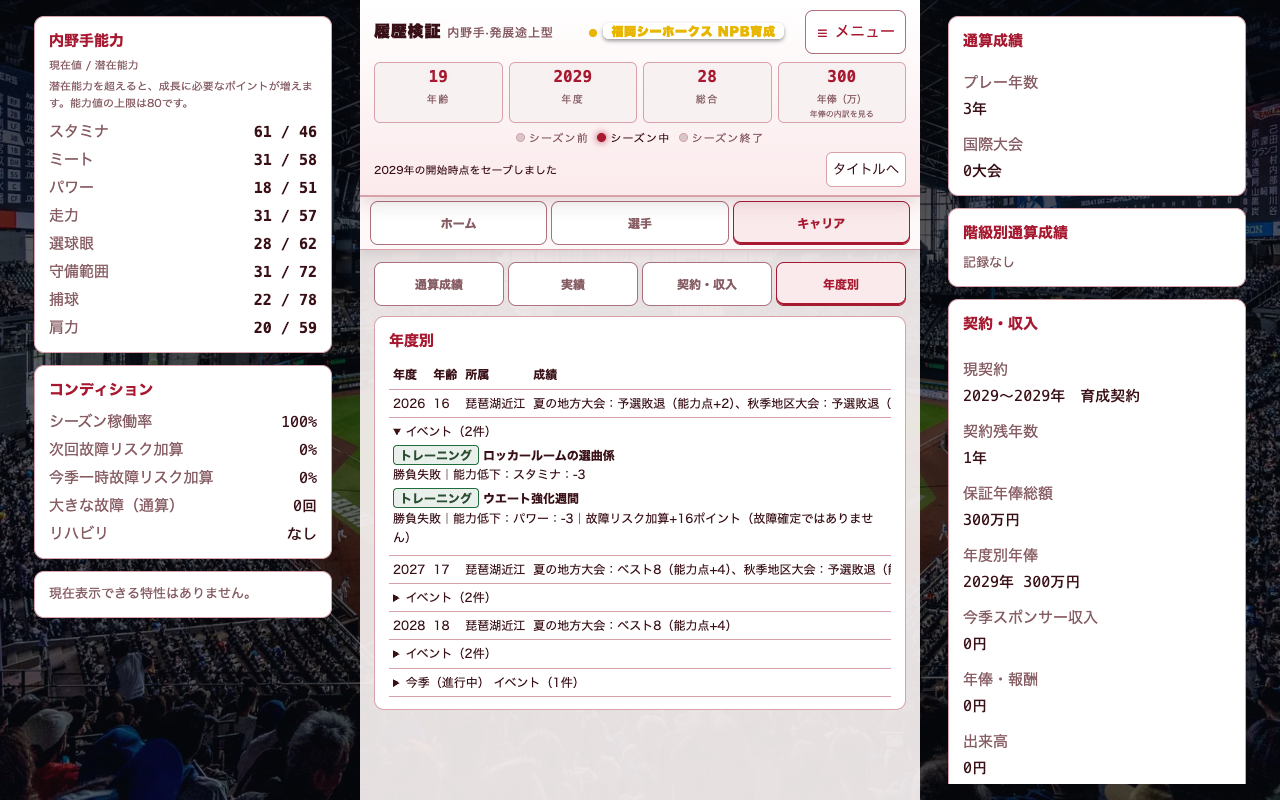 内野手能力
現在値 / 潜在能力
潜在能力を超えると、成長に必要なポイントが増えま
す。能力値の上限は80です。
スタミナ 61 / 46
ミート 31 / 58
パワー 18 / 51
走力 31 / 57
選球眼 28 / 62
守備範囲 31 / 72
捕球 22 / 78
肩力 20 / 59
コンディション
シーズン稼働率 100%
次回故障リスク加算 0%
今季一時故障リスク加算 0%
大きな故障（通算） 0回
リハビリ なし
現在表示できる特性はありません。
履歴検証 内野手·発展途上型 福岡シーホークス NPB育成 ≡ メニュー
19 2029 28 300
年齢 年度 総合 年俸（万）
年俸の内訳を見る
シーズン前 シーズン中 シーズン終了
2029年の開始時点をセーブしました タイトルへ
ホーム 選手 キャリア
通算成績 実績 契約・収入 年度別
年度別
年度 年齢 所属 成績
2026 16 琵琶湖近江 夏の地方大会：予選敗退（能力点+2）、秋季地区大会：予選敗退（
▼ イベント（2件）
トレーニング ロッカールームの選曲係
勝負失敗｜能力低下：スタミナ：-3
トレーニング ウエート強化週間
勝負失敗｜能力低下：パワー：-3｜故障リスク加算+16ポイント（故障確定ではありませ
ん）
2027 17 琵琶湖近江 夏の地方大会：ベスト8（能力点+4）、秋季地区大会：予選敗退（
▶ イベント（2件）
2028 18 琵琶湖近江 夏の地方大会：ベスト8（能力点+4）
▶ イベント（2件）
▶ 今季（進行中） イベント（1件）
通算成績
プレー年数
3年
国際大会
0大会
階級別通算成績
記録なし
契約・収入
現契約
2029〜2029年 育成契約
契約残年数
1年
保証年俸総額
300万円
年度別年俸
2029年 300万円
今季スポンサー収入
0円
年俸・報酬
0円
出来高
0円